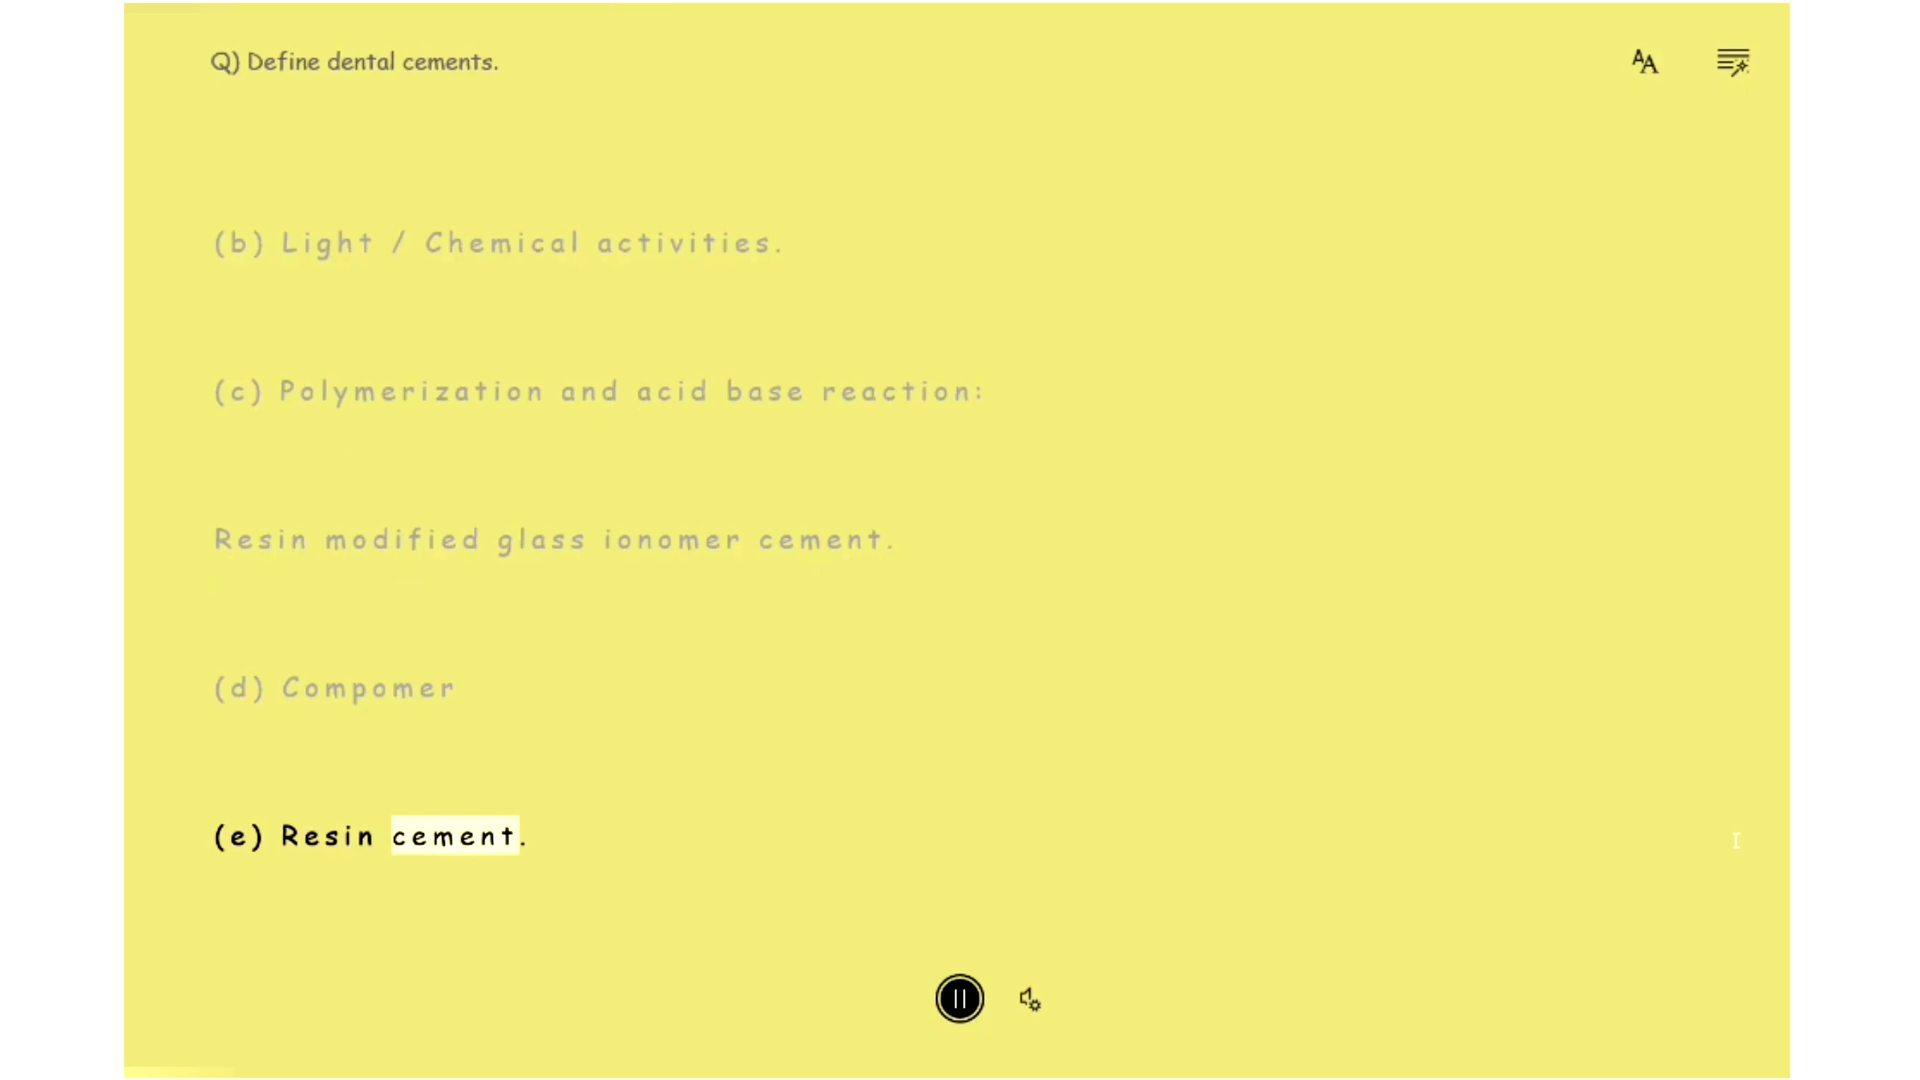 Q) Define dental cements.
(b) Light / Chemical activities.
(c) Polymerization and acid base reaction:
Resin modified glass ionomer cement.
(d) Compomer
(e) Resin cement.